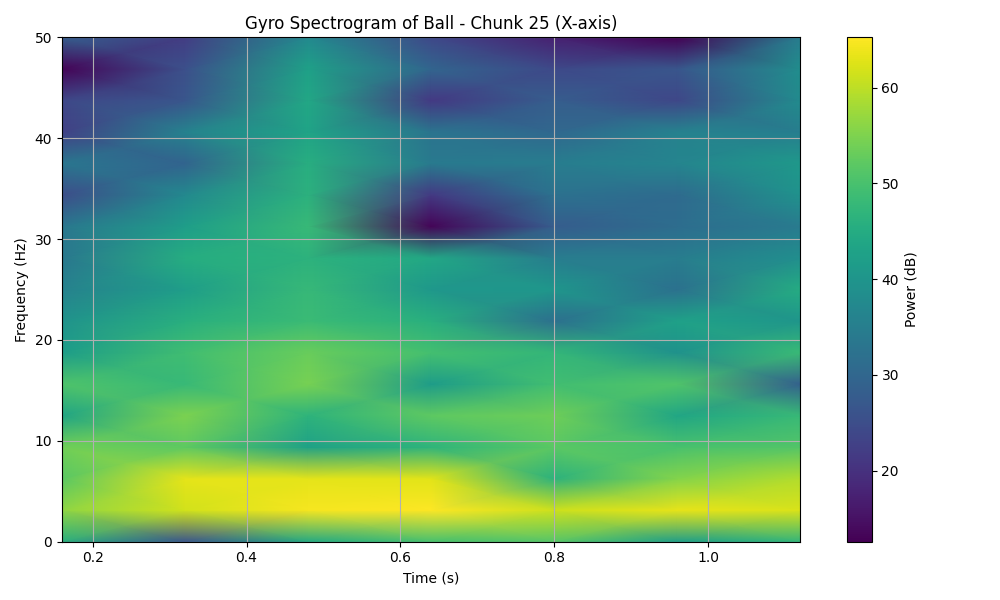 Gyro Spectrogram of Ball - Chunk 25 (X-axis)
50
40
30
20
10
0
Frequency (Hz)
0.2 0.4 0.6 0.8 1.0
Time (s)
60
50
40
30
20
Power (dB)